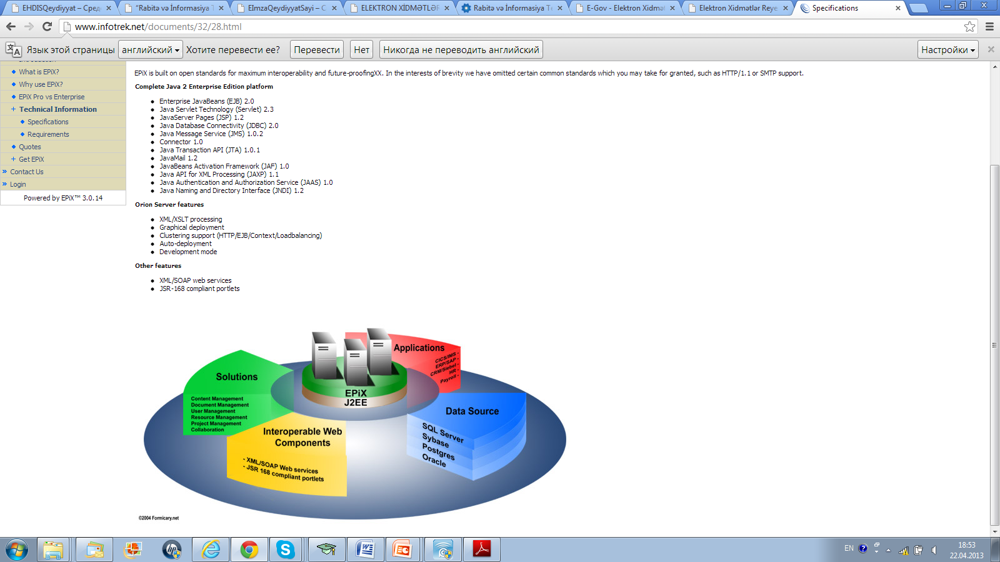 EHDISQeydiyyat – Сред
"Rabitə və İnformasiya T
EImzaQeydiyyatSayi – С
ELEKTRON XİDMƏTLƏR
Rabitə və İnformasiya Te
E-Gov - Elektron Xidmət
Elektron Xidmətlər Reye
Specifications
www.infotrek.net/documents/32/28.html
Язык этой страницы английский Хотите перевести ее? Перевести Нет Никогда не переводить английский Настройки
What is EPiX?
Why use EPiX?
EPiX Pro vs Enterprise
Technical Information
Specifications
Requirements
Quotes
Get EPiX
Contact Us
Login
Powered by EPiX™ 3.0.14
EPiX is built on open standards for maximum interoperability and future-proofingXX. In the interests of brevity we have omitted certain common standards which you may take for granted, such as HTTP/1.1 or SMTP support.
Complete Java 2 Enterprise Edition platform
Enterprise JavaBeans (EJB) 2.0
Java Servlet Technology (Servlet) 2.3
JavaServer Pages (JSP) 1.2
Java Database Connectivity (JDBC) 2.0
Java Message Service (JMS) 1.0.2
Connector 1.0
Java Transaction API (JTA) 1.0.1
JavaMail 1.2
JavaBeans Activation Framework (JAF) 1.0
Java API for XML Processing (JAXP) 1.1
Java Authentication and Authorization Service (JAAS) 1.0
Java Naming and Directory Interface (JNDI) 1.2
Orion Server features
XML/XSLT processing
Graphical deployment
Clustering support (HTTP/EJB/Context/Loadbalancing)
Auto-deployment
Development mode
Other features
XML/SOAP web services
JSR-168 compliant portlets
Applications
CICS/IMS -
ERP/SAP -
CRM/Siebel -
HR -
Payroll -
Solutions
Content Management
Document Management
User Management
Resource Management
Project Management
Collaboration
EPiX
J2EE
Data Source
SQL Server
Sybase
Postgres
Oracle
Interoperable Web
Components
- XML/SOAP Web services
- JSR 168 compliant portlets
©2004 Formicary.net
EN
18:53
22.04.2013